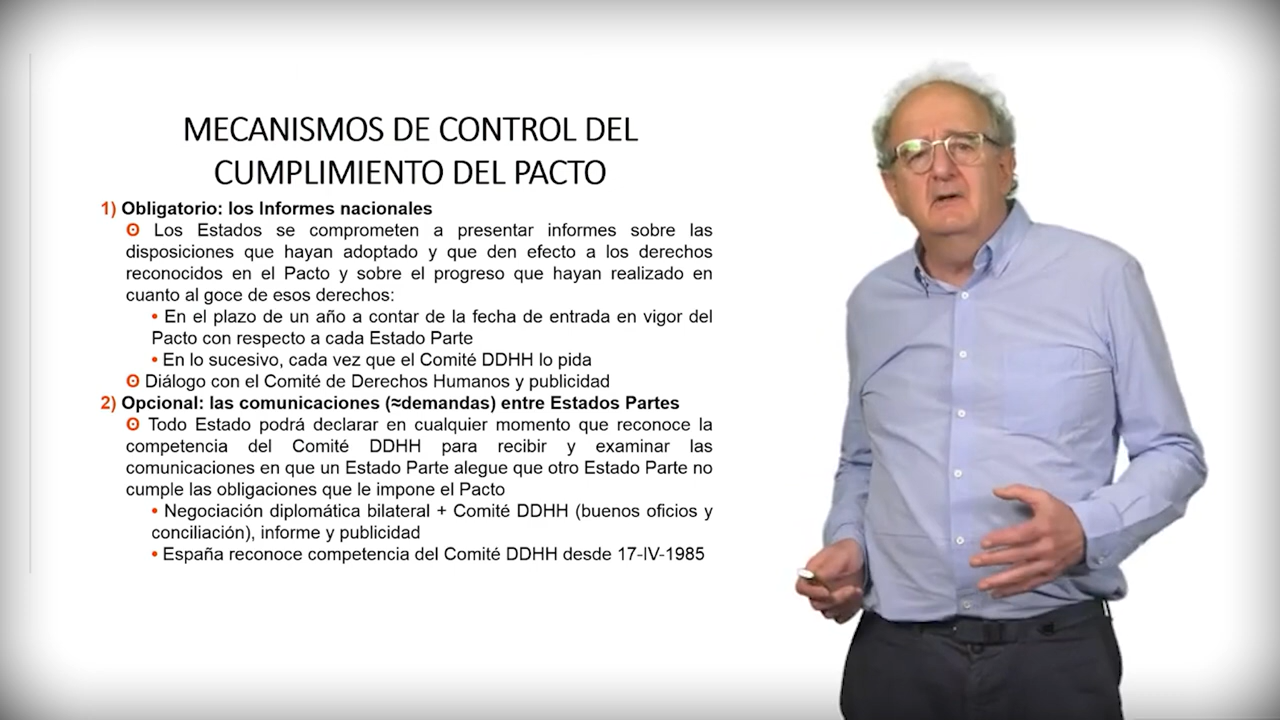 MECANISMOS DE CONTROL DEL
CUMPLIMIENTO DEL PACTO
1) Obligatorio: los Informes nacionales
ʘ Los Estados se comprometen a presentar informes sobre las
disposiciones que hayan adoptado y que den efecto a los derechos
reconocidos en el Pacto y sobre el progreso que hayan realizado en
cuanto al goce de esos derechos:
• En el plazo de un año a contar de la fecha de entrada en vigor del
Pacto con respecto a cada Estado Parte
• En lo sucesivo, cada vez que el Comité DDHH lo pida
ʘ Diálogo con el Comité de Derechos Humanos y publicidad
2) Opcional: las comunicaciones (≈demandas) entre Estados Partes
ʘ Todo Estado podrá declarar en cualquier momento que reconoce la
competencia del Comité DDHH para recibir y examinar las
comunicaciones en que un Estado Parte alegue que otro Estado Parte no
cumple las obligaciones que le impone el Pacto
• Negociación diplomática bilateral + Comité DDHH (buenos oficios y
conciliación), informe y publicidad
• España reconoce competencia del Comité DDHH desde 17-IV-1985